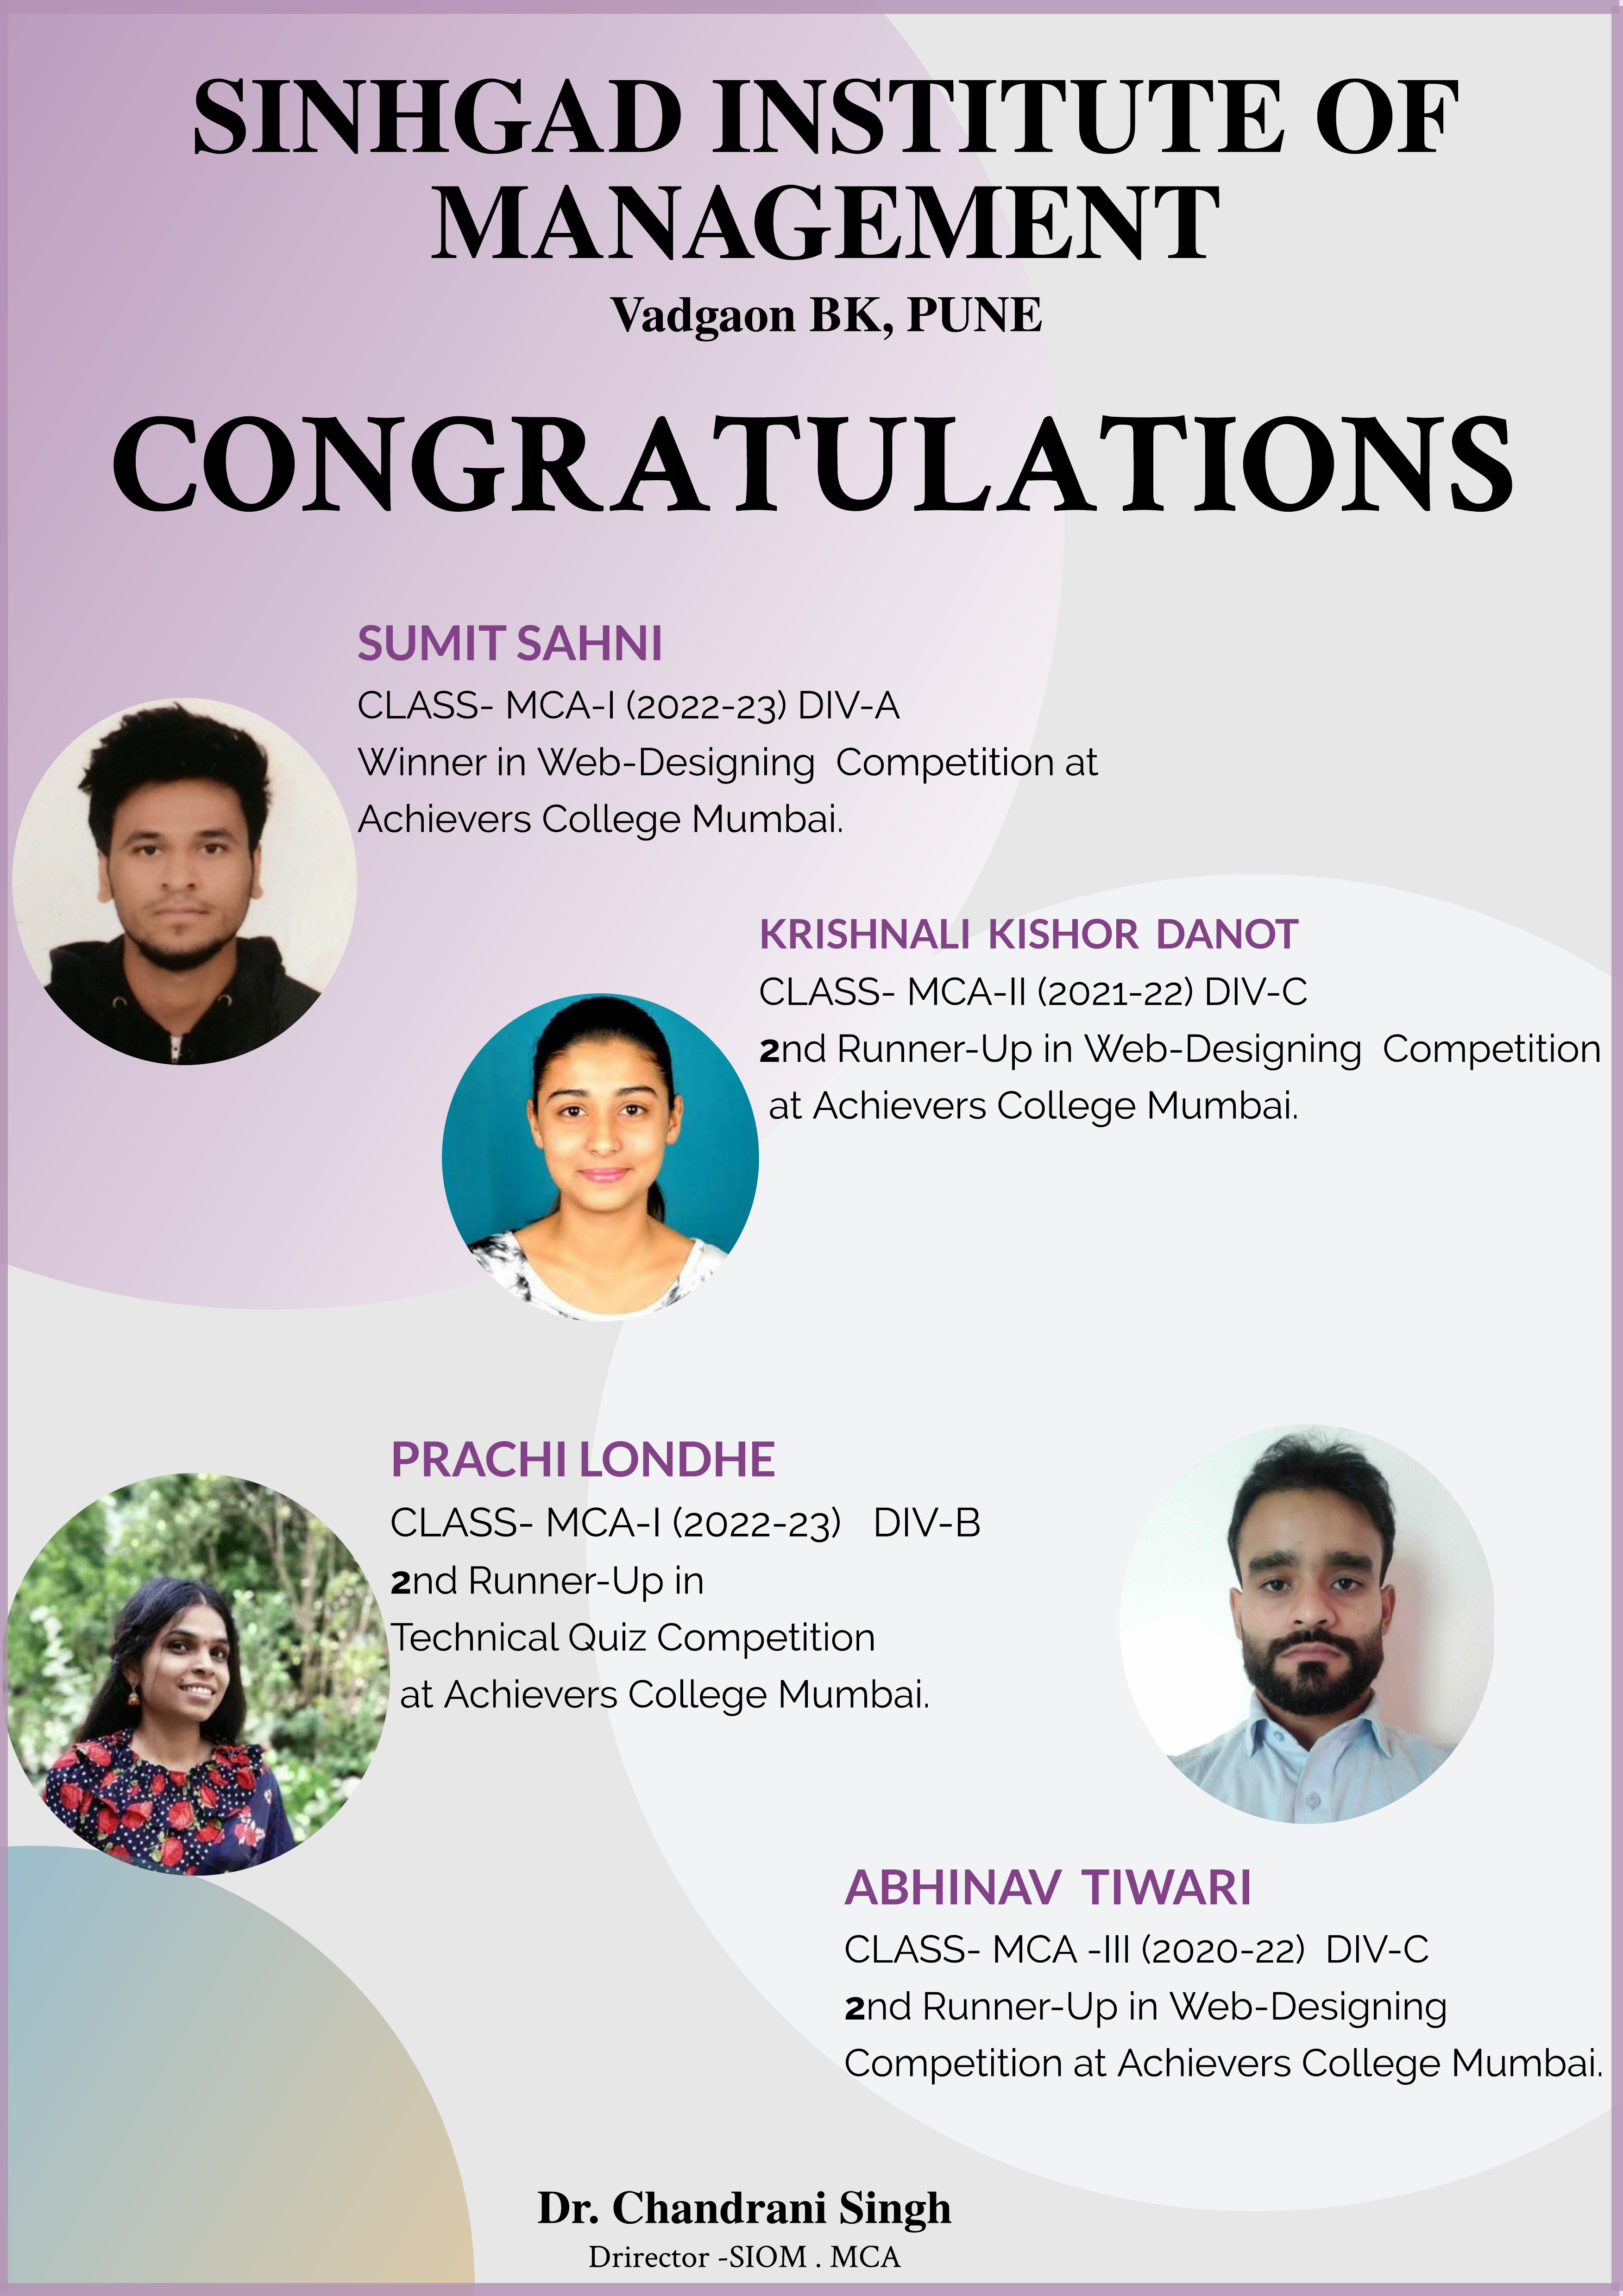 SINHGAD INSTITUTE OF
MANAGEMENT
Vadgaon BK, PUNE
CONGRATULATIONS
SUMIT SAHNI
CLASS- MCA-I (2022-23) DIV-A
Winner in Web-Designing Competition at
Achievers College Mumbai.
KRISHNALI KISHOR DANOT
CLASS- MCA-II (2021-22) DIV-C
2nd Runner-Up in Web-Designing Competition
at Achievers College Mumbai.
PRACHI LONDHE
CLASS- MCA-I (2022-23) DIV-B
2nd Runner-Up in
Technical Quiz Competition
at Achievers College Mumbai.
ABHINAV TIWARI
CLASS- MCA -III (2020-22) DIV-C
2nd Runner-Up in Web-Designing
Competition at Achievers College Mumbai.
Dr. Chandrani Singh
Drirector -SIOM . MCA